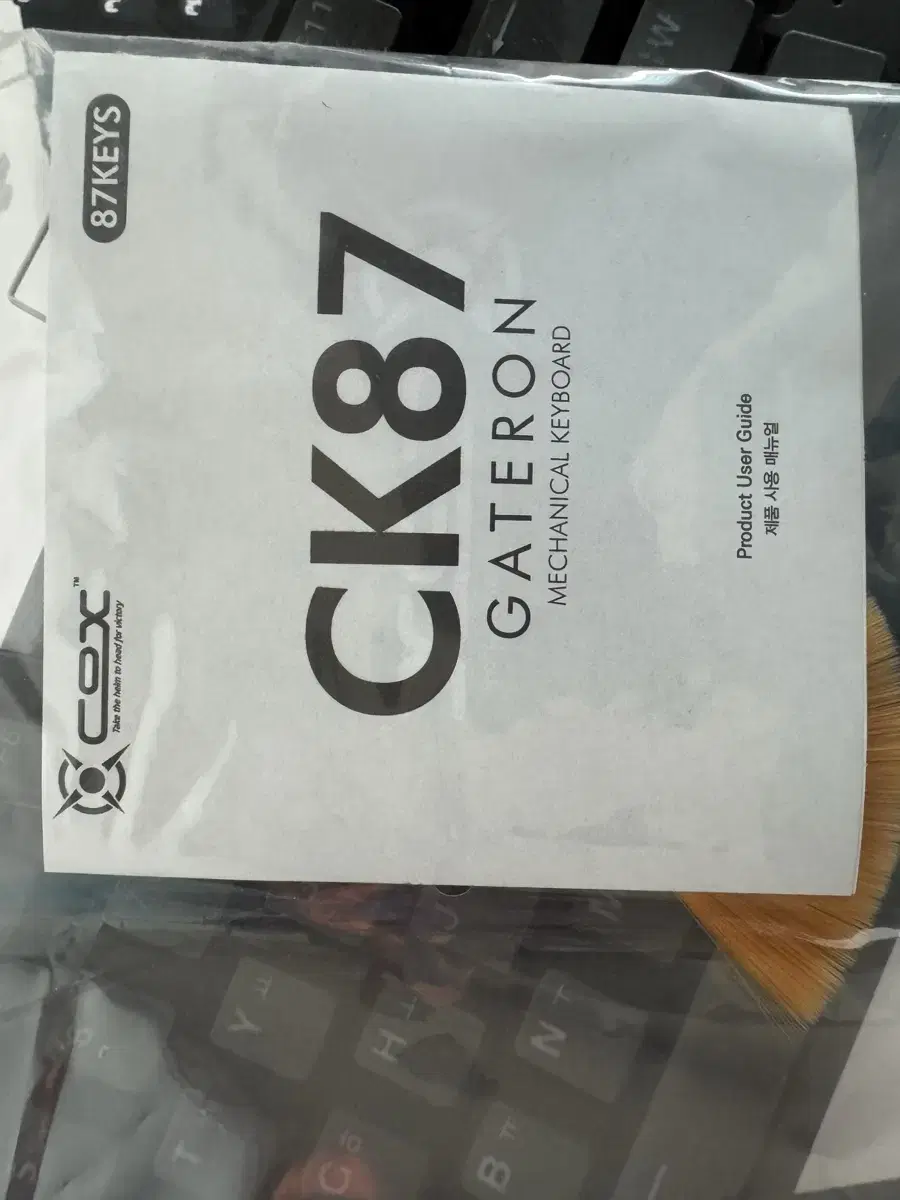 COX™
Take the helm to head for victory
87KEYS
CK87
GATERON
MECHANICAL KEYBOARD
Product User Guide
제품 사용 매뉴얼
W
Y ㅛ
H ㅗ
N ㅜ
T
G ㅎ
B ㅠ